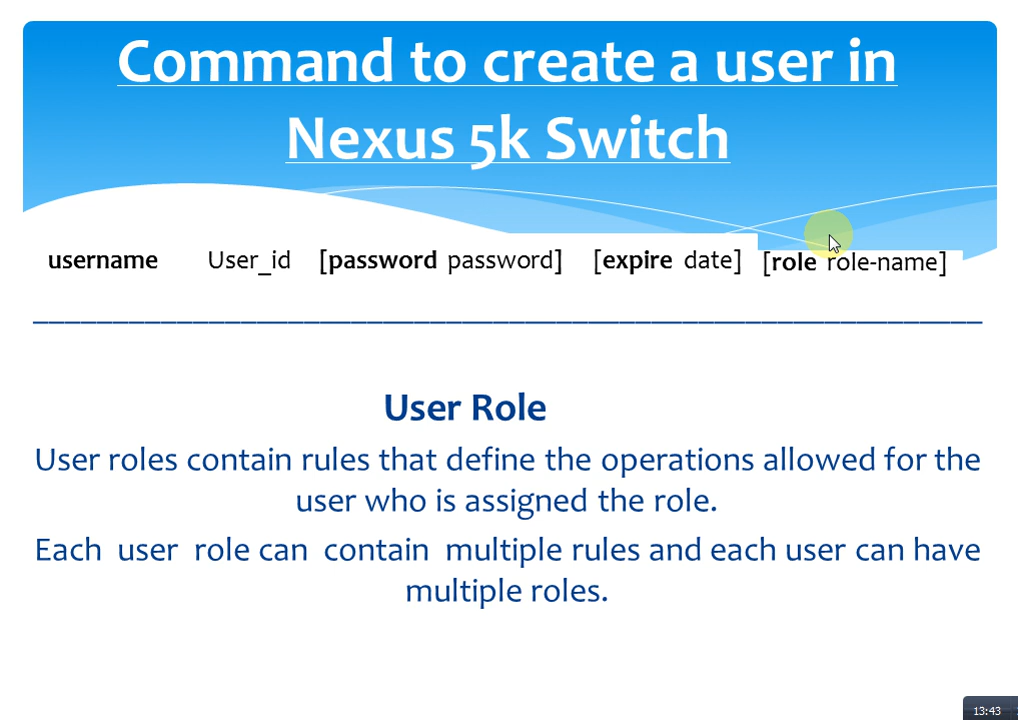 Command to create a user in
Nexus 5k Switch
username User_id [password password] [expire date] [role role-name]
User Role
User roles contain rules that define the operations allowed for the
user who is assigned the role.
Each user role can contain multiple rules and each user can have
multiple roles.
13:43